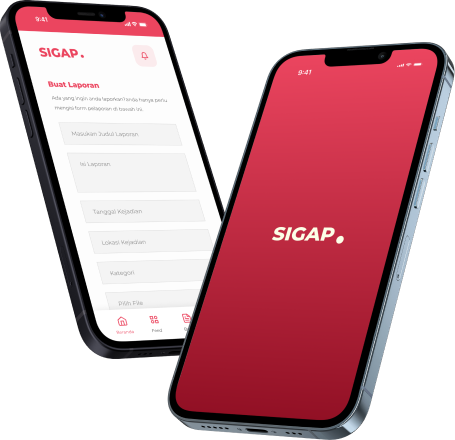 9:41
SIGAP.
Buat Laporan
Ada yang ingin anda laporkan? anda hanya perlu
mengisi form pelaporan di bawah ini.
Masukan Judul Laporan
Isi Laporan
Tanggal Kejadian
Lokasi Kejadian
Kategori
Pilih File
Beranda
Feed
9:41
SIGAP.